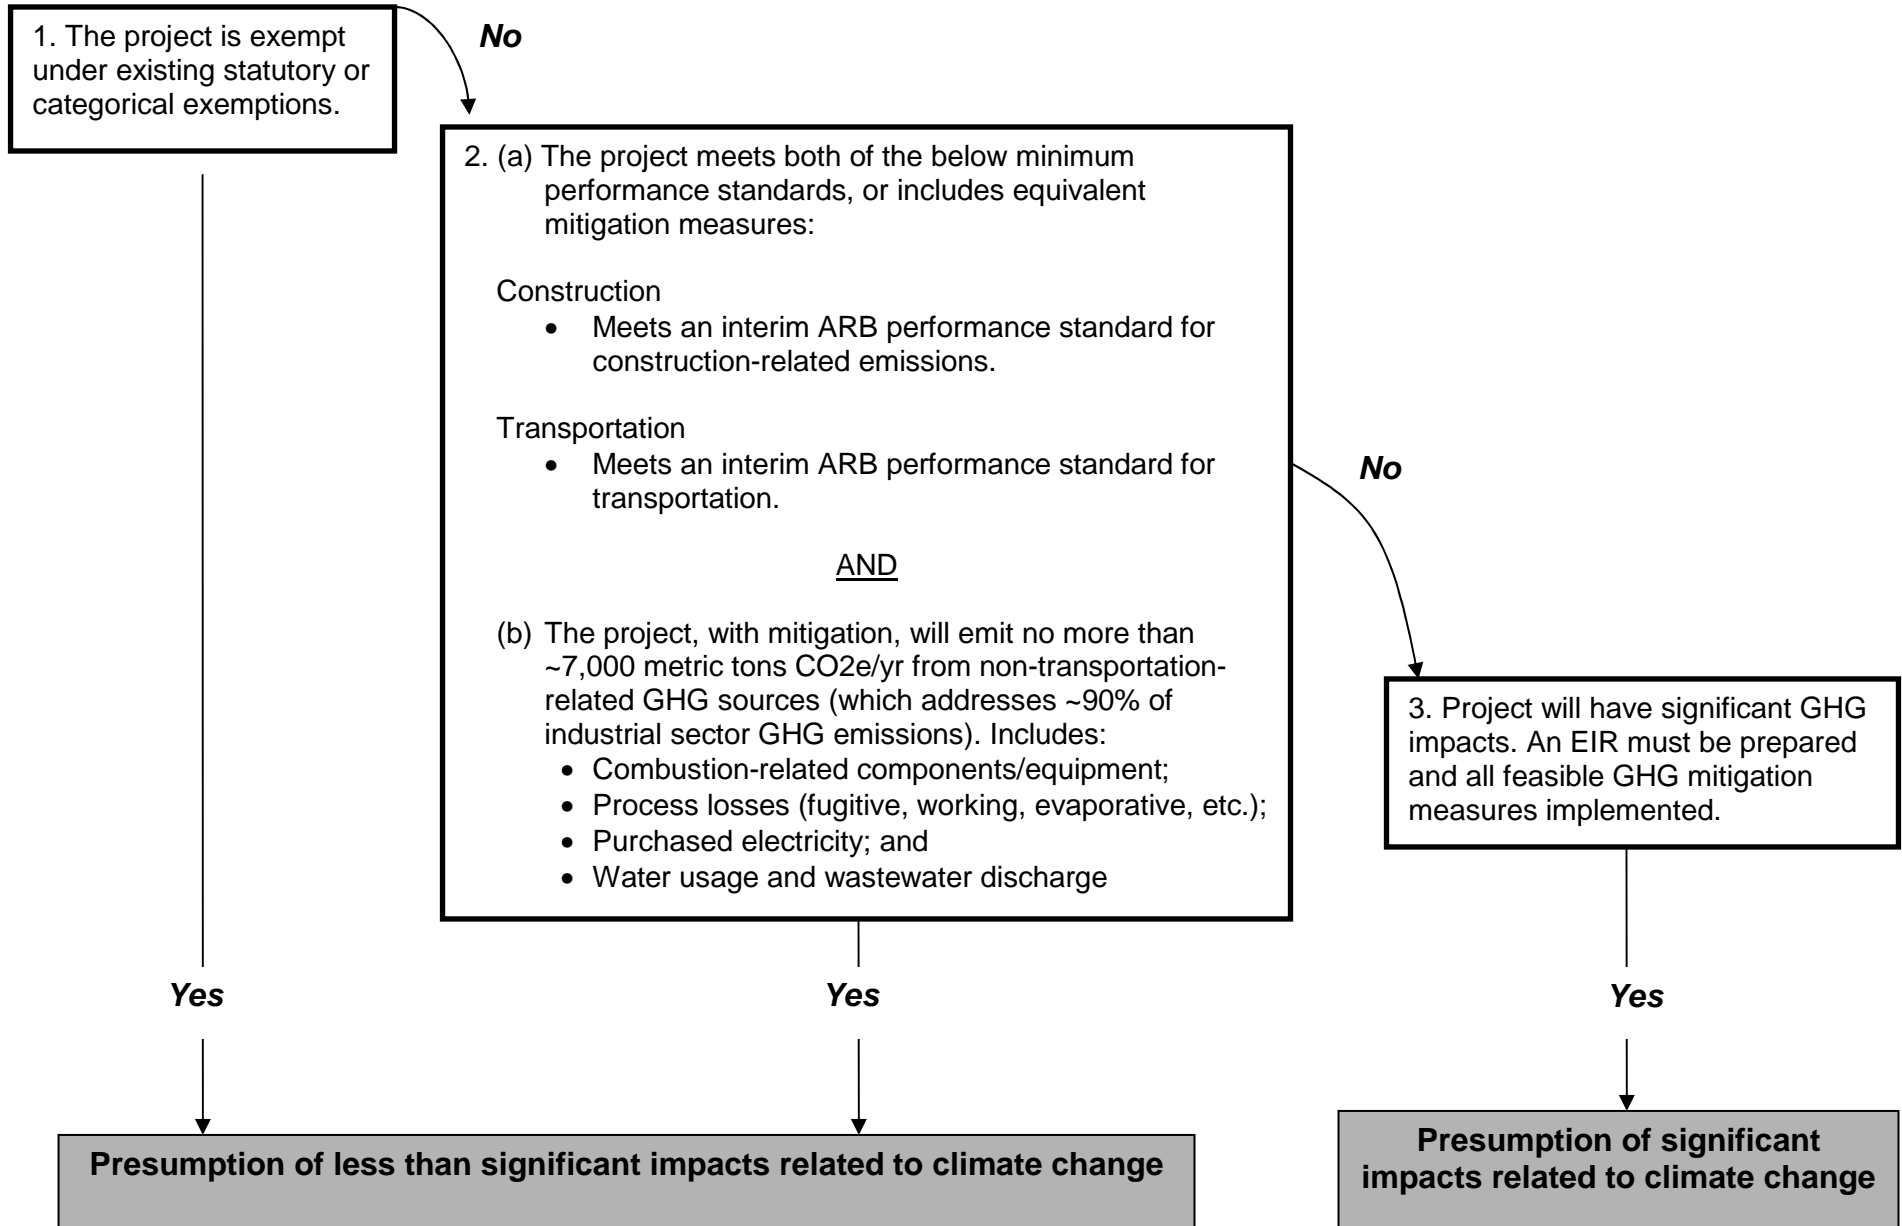 1. The project is exempt
under existing statutory or
categorical exemptions.
No
2. (a) The project meets both of the below minimum
performance standards, or includes equivalent
mitigation measures:
Construction
• Meets an interim ARB performance standard for
construction-related emissions.
Transportation
• Meets an interim ARB performance standard for
transportation.
AND
(b) The project, with mitigation, will emit no more than
~7,000 metric tons CO2e/yr from non-transportation-
related GHG sources (which addresses ~90% of
industrial sector GHG emissions). Includes:
• Combustion-related components/equipment;
• Process losses (fugitive, working, evaporative, etc.);
• Purchased electricity; and
• Water usage and wastewater discharge
No
3. Project will have significant GHG
impacts. An EIR must be prepared
and all feasible GHG mitigation
measures implemented.
Yes
Yes
Yes
Presumption of less than significant impacts related to climate change
Presumption of significant
impacts related to climate change